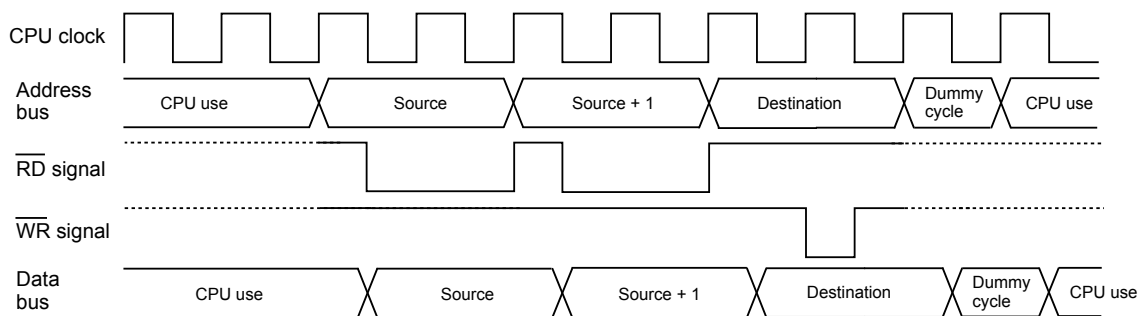 CPU clock
Address
bus
CPU use
Source
Source + 1
Destination
Dummy
cycle
CPU use
RD signal
WR signal
Data
bus
CPU use
Source
Source + 1
Destination
Dummy
cycle
CPU use